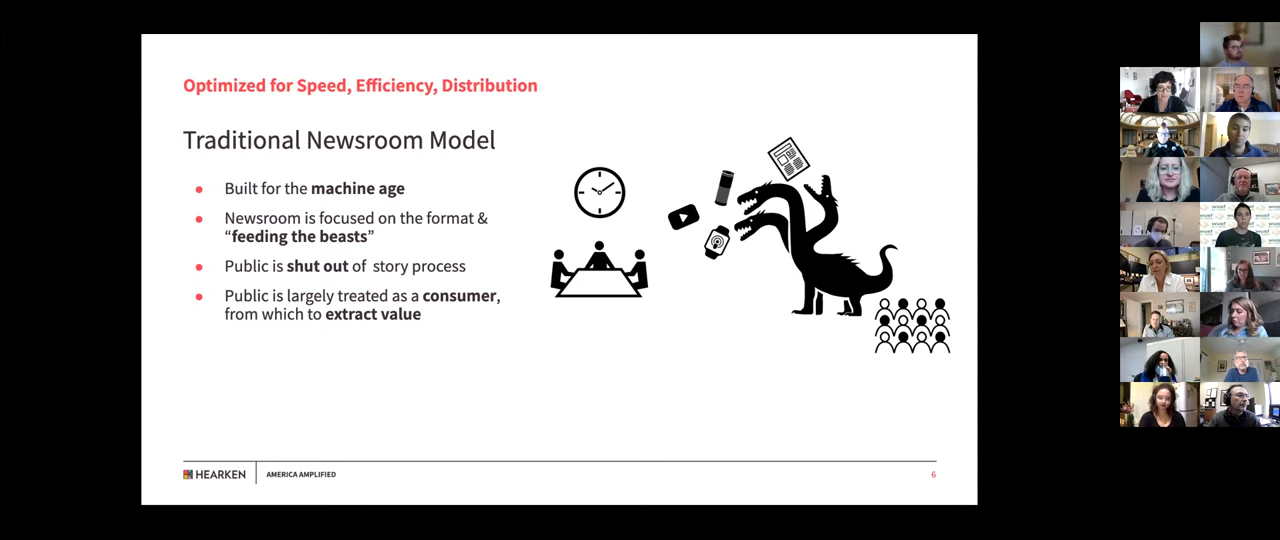 Optimized for Speed, Efficiency, Distribution
Traditional Newsroom Model
Built for the machine age
Newsroom is focused on the format &
“feeding the beasts”
Public is shut out of story process
Public is largely treated as a consumer,
from which to extract value
HEARKEN
AMERICA AMPLIFIED
6
wuwf